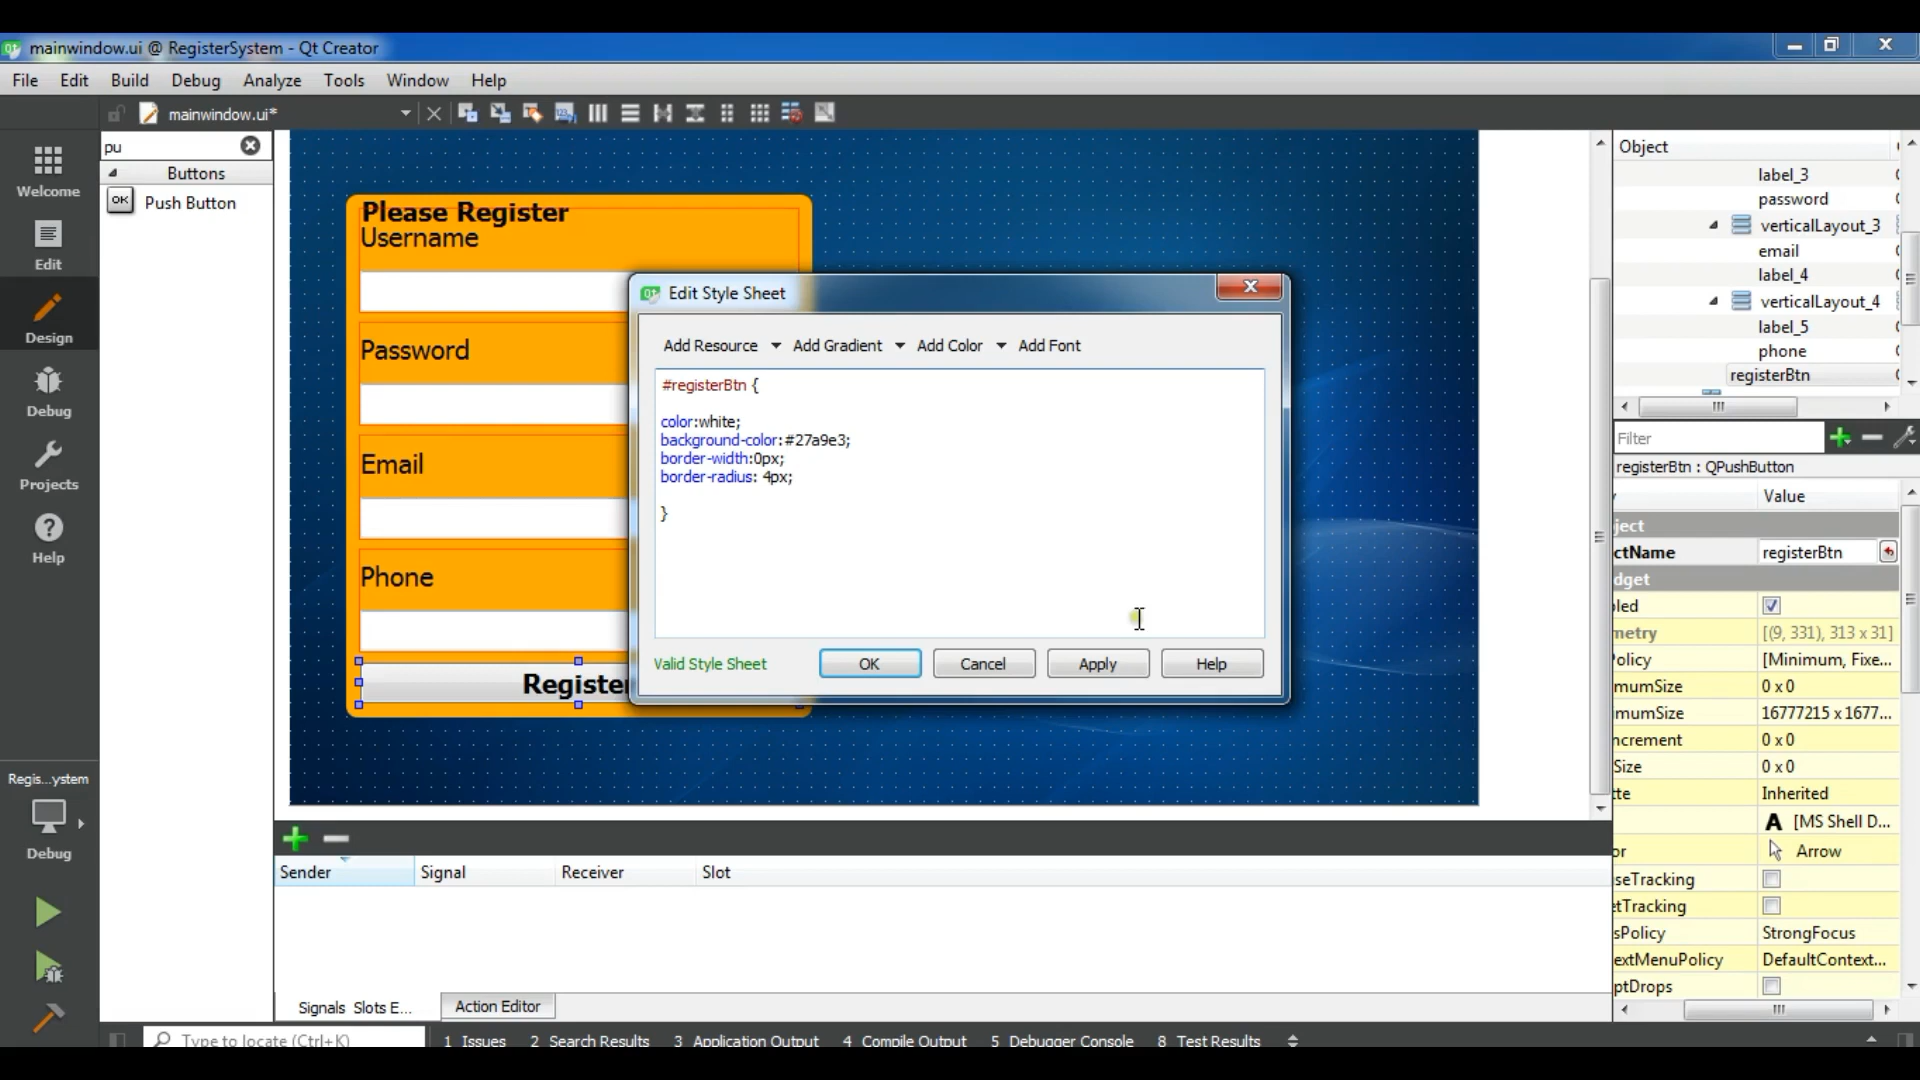 mainwindow.ui @ RegisterSystem - Qt Creator
File Edit Build Debug Analyze Tools Window Help
mainwindow.ui*
pu
Buttons
OK Push Button
Welcome
Edit
Design
Debug
Projects
Help
Regis...ystem
Debug
Please Register
Username
Password
Email
Phone
Register
Edit Style Sheet
Add Resource Add Gradient Add Color Add Font
#registerBtn {
color:white;
background-color:#27a9e3;
border-width:0px;
border-radius: 4px;
}
Valid Style Sheet OK Cancel Apply Help
Object
label_3
password
verticalLayout_3
email
label_4
verticalLayout_4
label_5
phone
registerBtn
Filter
registerBtn : QPushButton
Value
ject
ctName registerBtn
dget
led
metry [(9, 331), 313 x 31]
Policy [Minimum, Fixe...
mumSize 0 x 0
mumSize 16777215 x 1677...
ncrement 0 x 0
Size 0 x 0
tte Inherited
A [MS Shell D...
or Arrow
seTracking
etTracking
sPolicy StrongFocus
extMenuPolicy DefaultContext...
ptDrops
Sender Signal Receiver Slot
Signals Slots E... Action Editor
Type to locate (Ctrl+K) 1 Issues 2 Search Results 3 Application Output 4 Compile Output 5 Debugger Console 8 Test Results